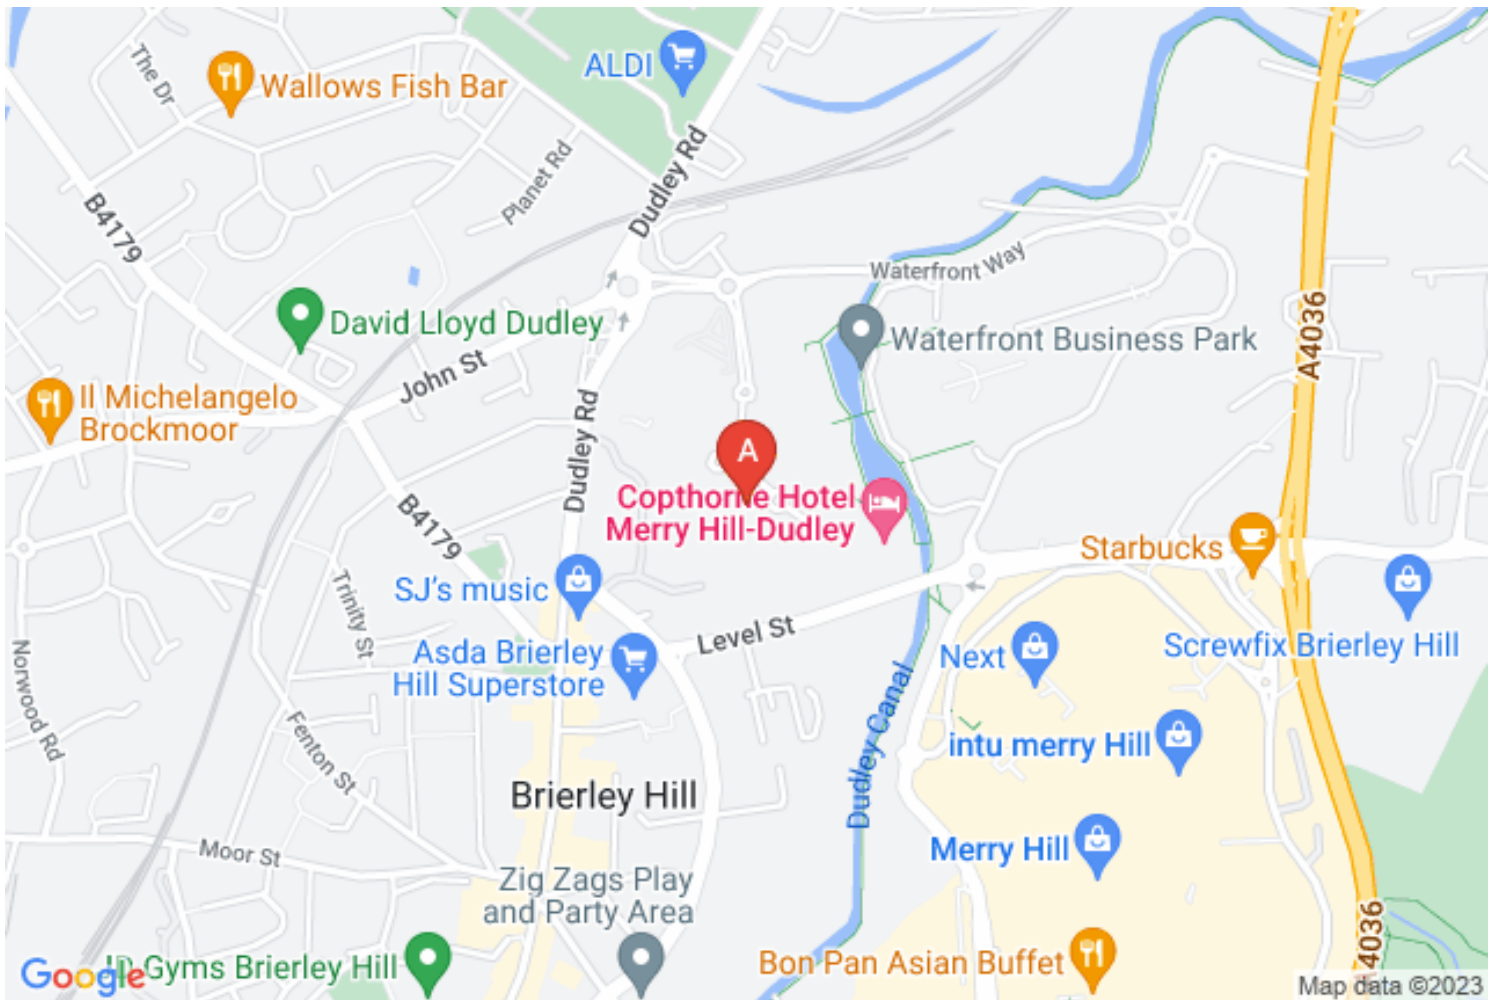 The Dr
Wallows Fish Bar
ALDI
Dudley Rd
Planet Rd
B4179
Waterfront Way
David Lloyd Dudley
Waterfront Business Park
A4036
John St
Il Michelangelo
Brockmoor
Dudley Rd
A
Copthorne Hotel
Merry Hill-Dudley
B4179
Starbucks
SJ's music
Trinity St
Level St
Asda Brierley
Hill Superstore
Next
Screwfix Brierley Hill
Norwood Rd
Fenton St
Dudley Canal
intu merry Hill
Brierley Hill
Moor St
Merry Hill
Zig Zags Play
and Party Area
A4036
Google
JD Gyms Brierley Hill
Bon Pan Asian Buffet
Map data ©2023